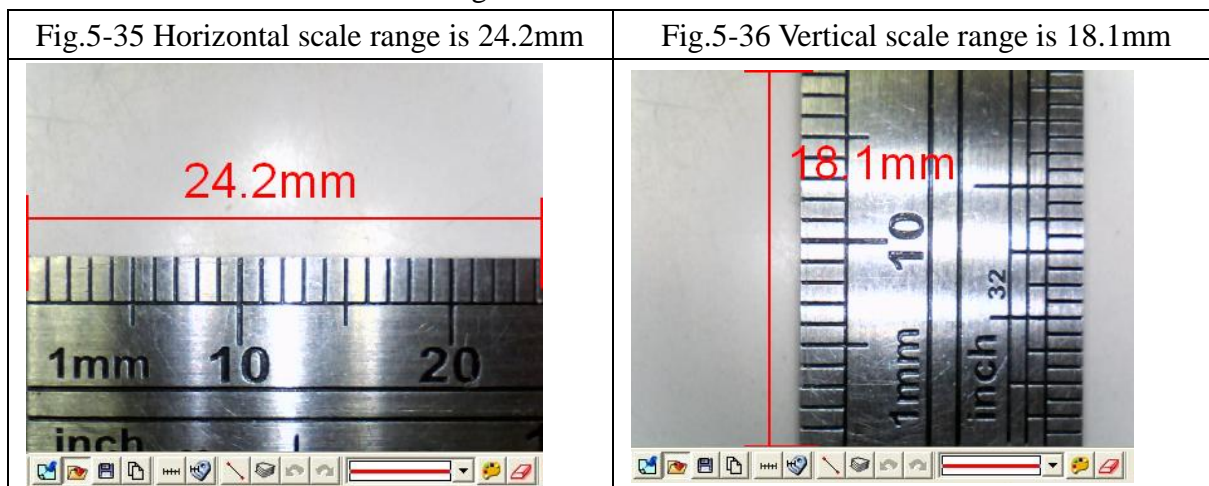 Fig.5-35 Horizontal scale range is 24.2mm
Fig.5-36 Vertical scale range is 18.1mm
24.2mm
1mm 10 20
inch
18.1mm
10
32
1mm
inch